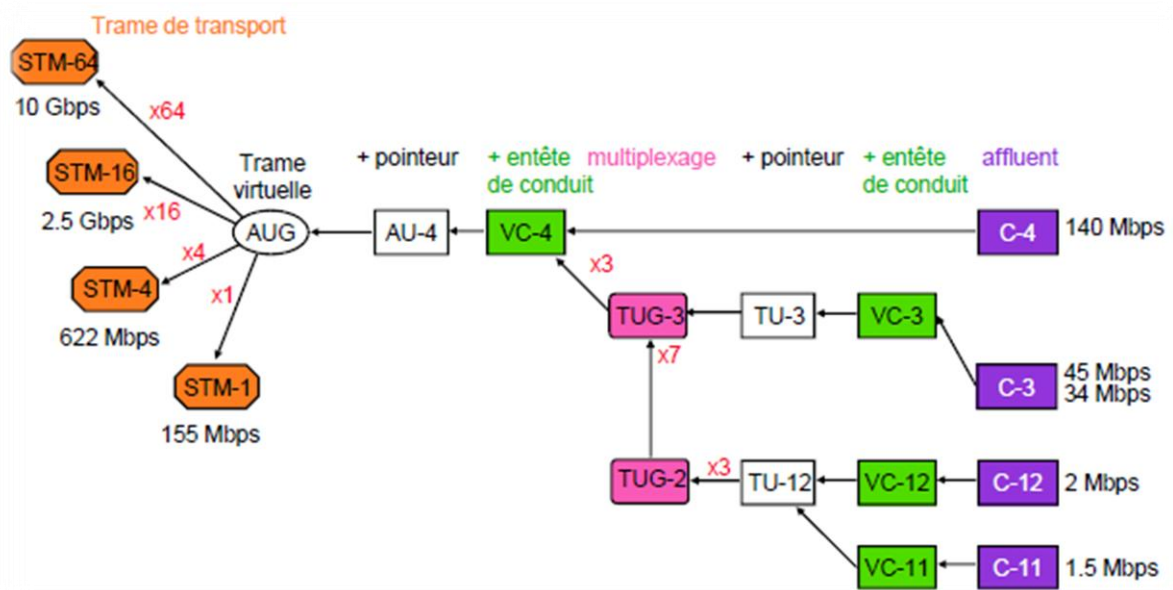 Trame de transport
STM-64
10 Gbps
x64
STM-16
2.5 Gbps
x16
STM-4
622 Mbps
x4
STM-1
155 Mbps
x1
Trame
virtuelle
AUG
+ pointeur
AU-4
+ entête
de conduit
VC-4
multiplexage
+ pointeur
+ entête
de conduit
affluent
C-4
140 Mbps
x3
TUG-3
TU-3
VC-3
C-3
45 Mbps
34 Mbps
x7
TUG-2
x3
TU-12
VC-12
C-12
2 Mbps
VC-11
C-11
1.5 Mbps